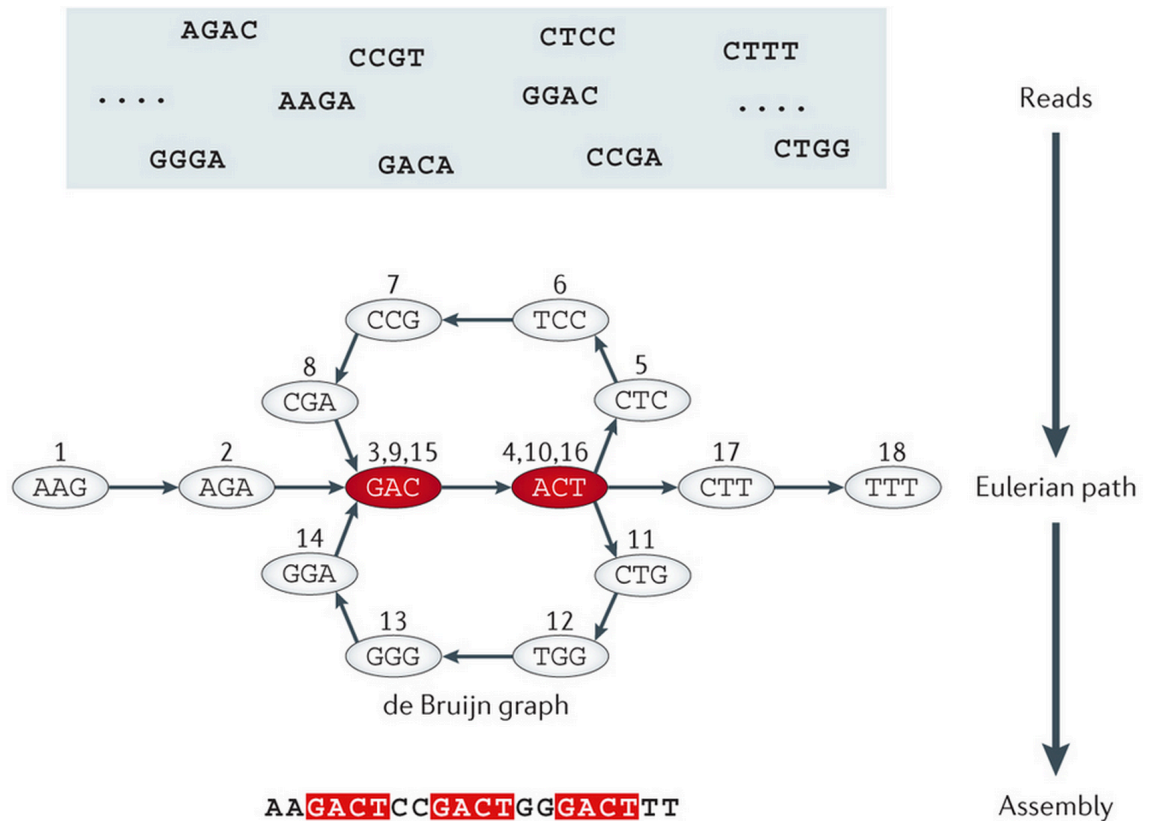 AGAC
CCGT
CTCC
CTTT
....
AAGA
GGAC
....
Reads
GGGA
GACA
CCGA
CTGG
7
6
CCG
TCC
8
5
CGA
CTC
1
2
3,9,15
4,10,16
17
18
AAG
AGA
GAC
ACT
CTT
TTT
Eulerian path
14
11
GGA
CTG
13
12
GGG
TGG
de Bruijn graph
AAGACTCCGACTGGGACTTT
Assembly